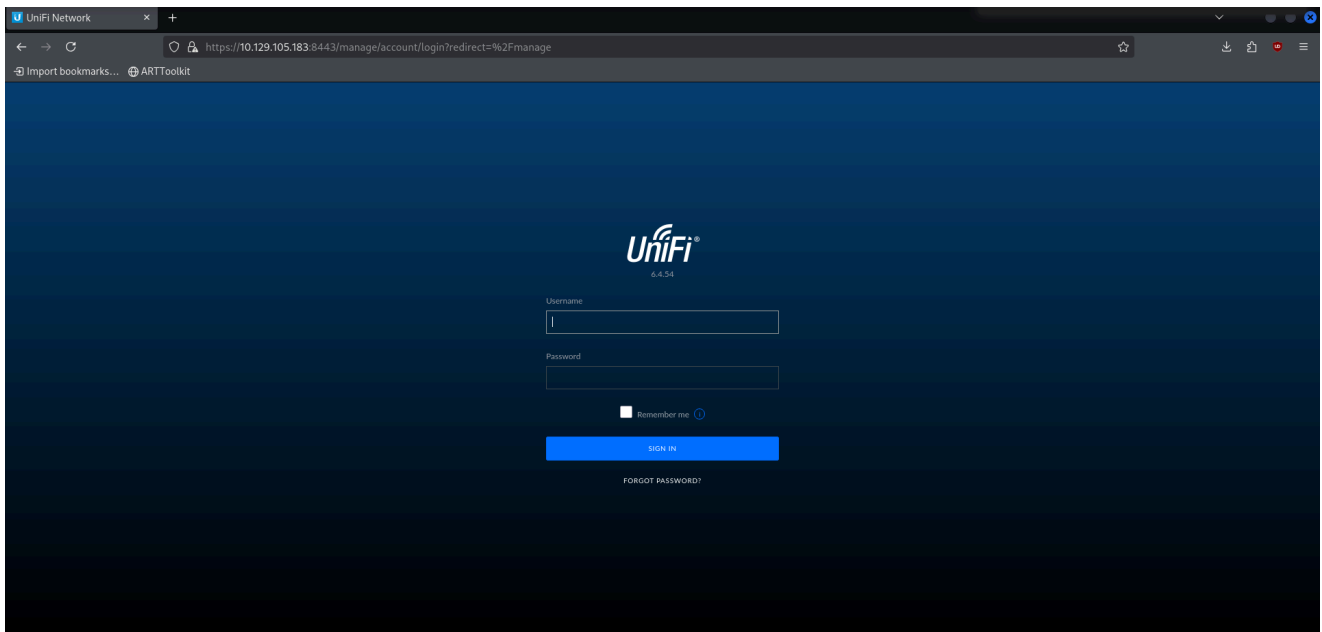 UniFi Network
https://10.129.105.183:8443/manage/account/login?redirect=%2Fmanage
Import bookmarks... ARTToolkit
UniFi®
6.4.54
Username
Password
Remember me
SIGN IN
FORGOT PASSWORD?